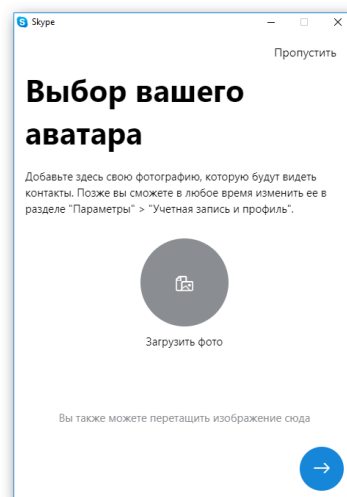 Skype
Пропустить
Выбор вашего
аватара
Добавьте здесь свою фотографию, которую будут видеть
контакты. Позже вы сможете в любое время изменить ее в
разделе "Параметры" > "Учетная запись и профиль".
Загрузить фото
Вы также можете перетащить изображение сюда